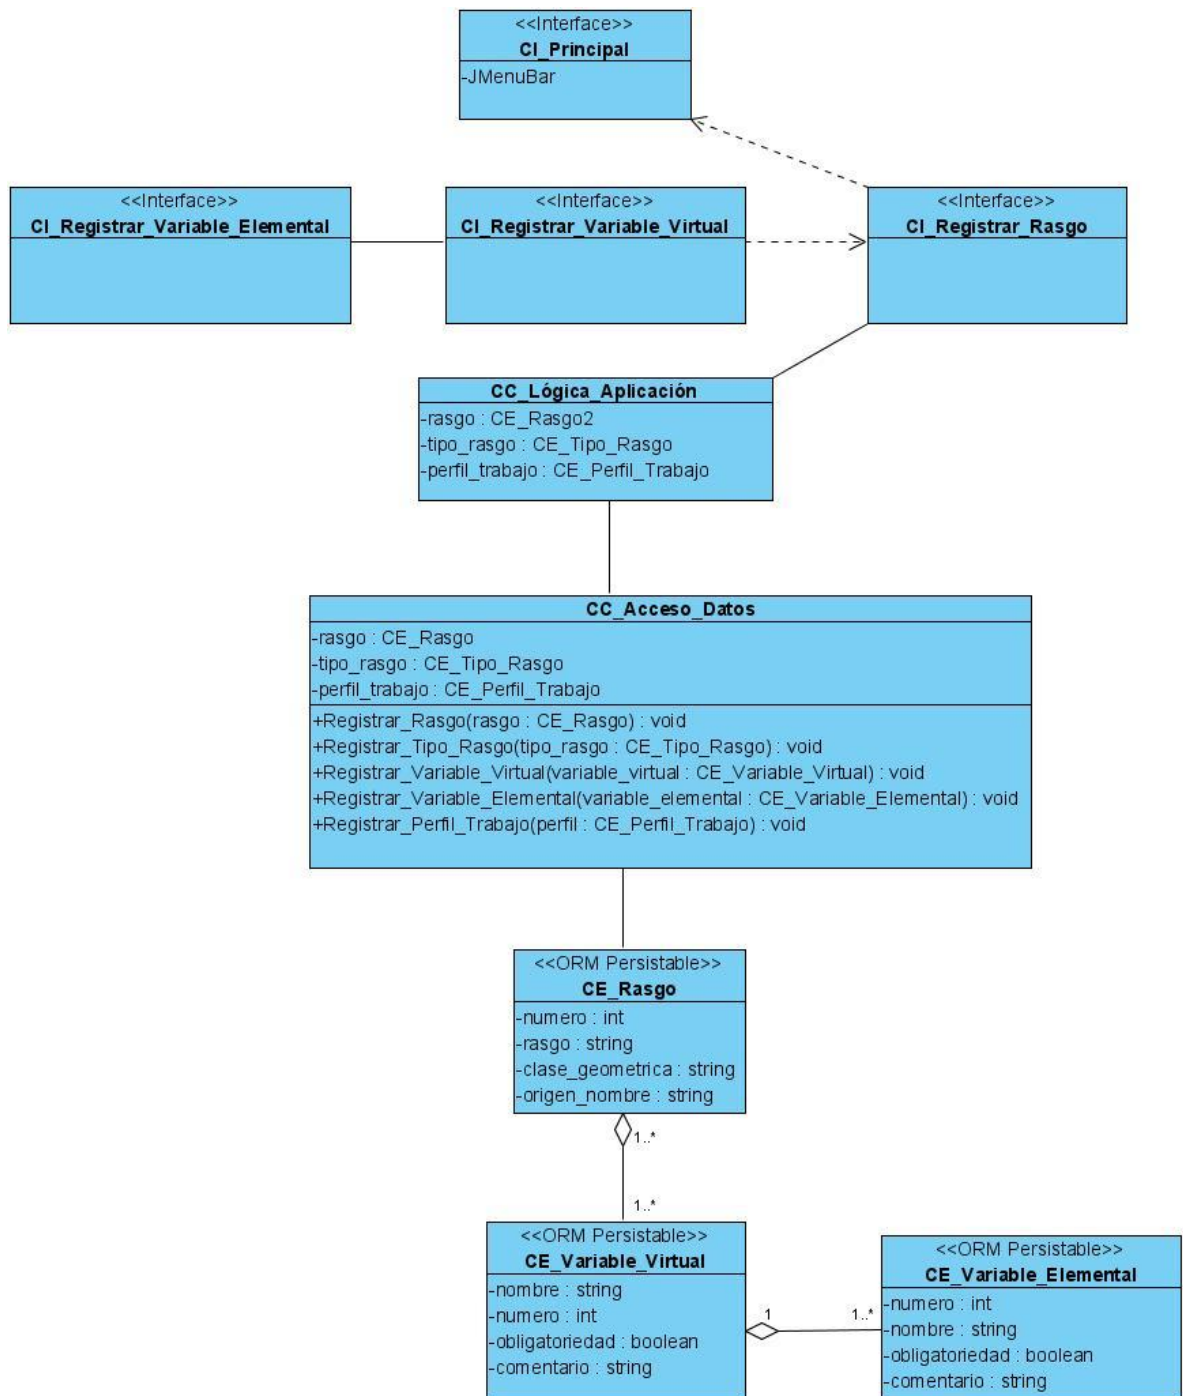 <<Interface>>
CI_Principal
-JMenuBar
<<Interface>>
CI_Registrar_Variable_Elemental
<<Interface>>
CI_Registrar_Variable_Virtual
<<Interface>>
CI_Registrar_Rasgo
CC_Lógica_Aplicación
-rasgo : CE_Rasgo2
-tipo_rasgo : CE_Tipo_Rasgo
-perfil_trabajo : CE_Perfil_Trabajo
CC_Acceso_Datos
-rasgo : CE_Rasgo
-tipo_rasgo : CE_Tipo_Rasgo
-perfil_trabajo : CE_Perfil_Trabajo
+Registrar_Rasgo(rasgo : CE_Rasgo) : void
+Registrar_Tipo_Rasgo(tipo_rasgo : CE_Tipo_Rasgo) : void
+Registrar_Variable_Virtual(variable_virtual : CE_Variable_Virtual) : void
+Registrar_Variable_Elemental(variable_elemental : CE_Variable_Elemental) : void
+Registrar_Perfil_Trabajo(perfil : CE_Perfil_Trabajo) : void
<<ORM Persistable>>
CE_Rasgo
-numero : int
-rasgo : string
-clase_geometrica : string
-origen_nombre : string
1..*
1..*
<<ORM Persistable>>
CE_Variable_Virtual
-nombre : string
-numero : int
-obligatoriedad : boolean
-comentario : string
1
1..*
<<ORM Persistable>>
CE_Variable_Elemental
-numero : int
-nombre : string
-obligatoriedad : boolean
-comentario : string